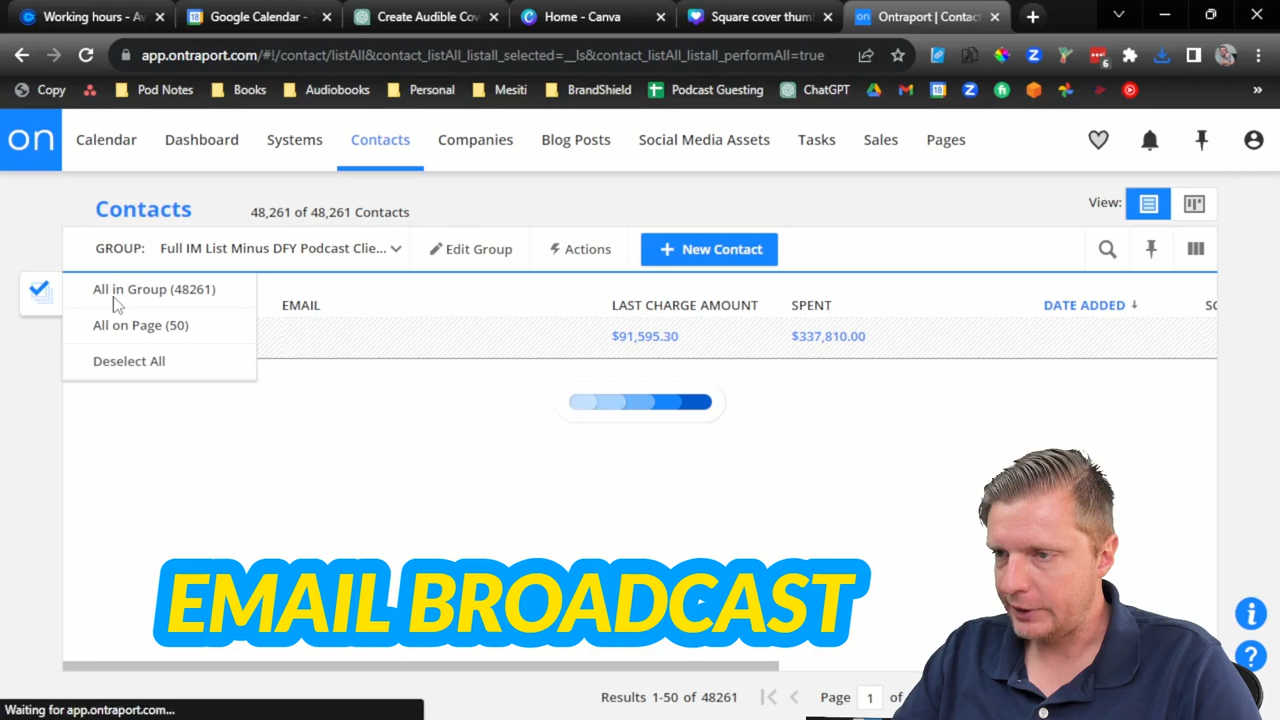 Working hours - Av
Google Calendar - T
Create Audible Cov
Home - Canva
Square cover thum
Ontraport | Contac
app.ontraport.com/#!/contact/listAll&contact_listAll_listall_selected=__ls&contact_listAll_listall_performAll=true
6
Copy
Pod Notes
Books
Audiobooks
Personal
Mesiti
BrandShield
Podcast Guesting
ChatGPT
»
on
Calendar
Dashboard
Systems
Contacts
Companies
Blog Posts
Social Media Assets
Tasks
Sales
Pages
Contacts
48,261 of 48,261 Contacts
View:
GROUP: Full IM List Minus DFY Podcast Clie...
Edit Group
Actions
+ New Contact
All in Group (48261)
All on Page (50)
Deselect All
EMAIL
LAST CHARGE AMOUNT
SPENT
DATE ADDED
SC
$91,595.30
$337,810.00
EMAIL BROADCAST
Results 1-50 of 48261
Page 1 of
Waiting for app.ontraport.com...